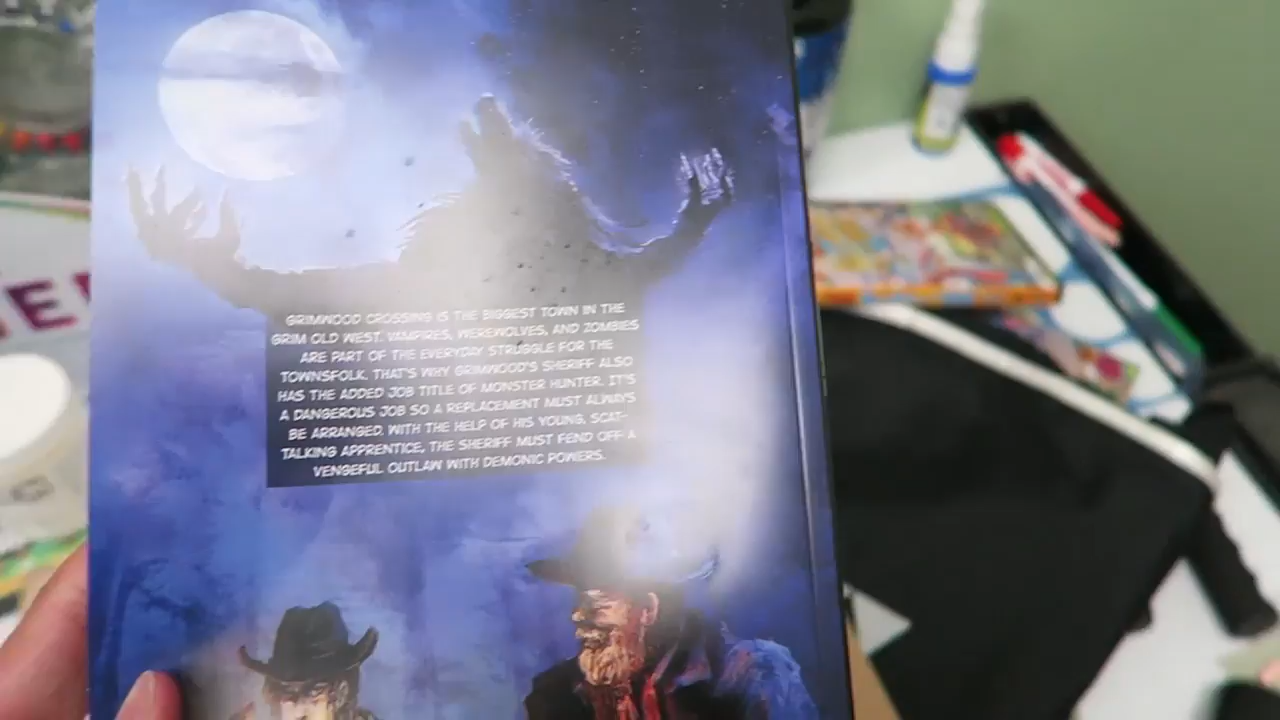 GRIMWOOD CROSSING IS THE BIGGEST TOWN IN THE
GRIM OLD WEST. VAMPIRES, WEREWOLVES, AND ZOMBIES
ARE PART OF THE EVERYDAY STRUGGLE FOR THE
TOWNSFOLK. THAT'S WHY GRIMWOOD'S SHERIFF ALSO
HAS THE ADDED JOB TITLE OF MONSTER HUNTER. IT'S
A DANGEROUS JOB SO A REPLACEMENT MUST ALWAYS
BE ARRANGED. WITH THE HELP OF HIS YOUNG, SCAT-
TALKING APPRENTICE, THE SHERIFF MUST FEND OFF A
VENGEFUL OUTLAW WITH DEMONIC POWERS.